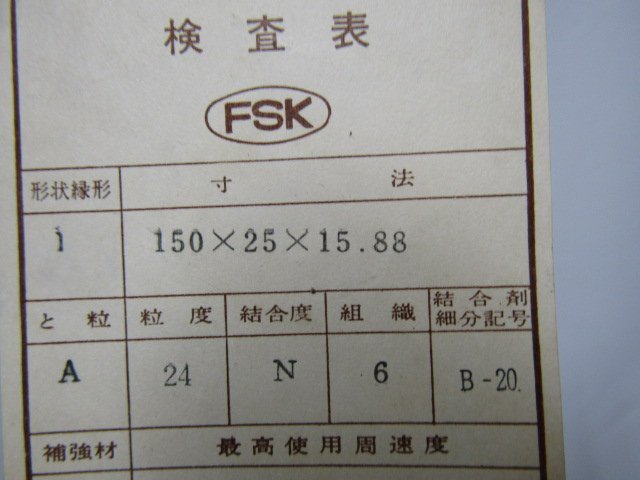 検査表
FSK
形状縁形 寸法
1 150×25×15.88
と粒 粒度 結合度 組織 結合剤細分記号
A 24 N 6 B-20.
補強材 最高使用周速度